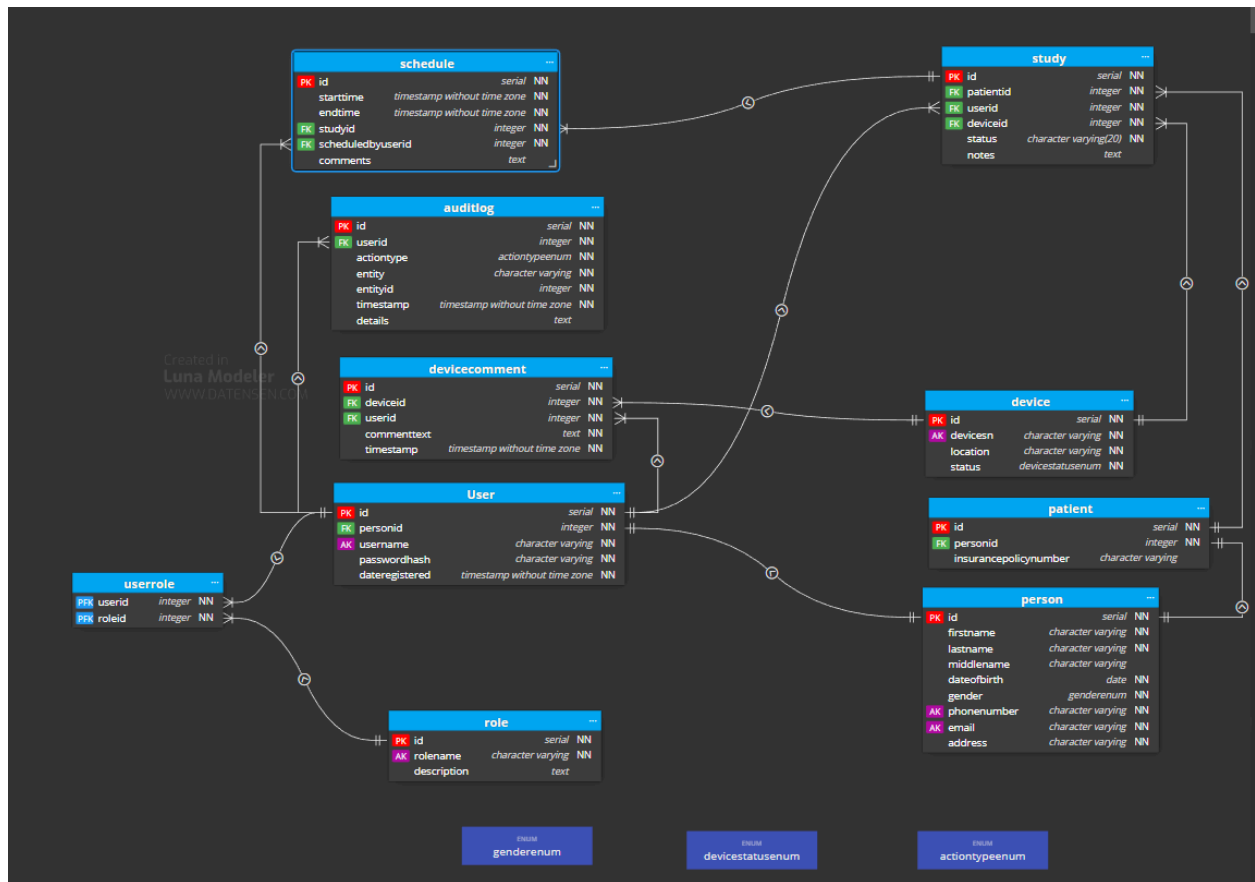 schedule ...
PK id serial NN
starttime timestamp without time zone NN
endtime timestamp without time zone NN
FK studyid integer NN
FK scheduledbyuserid integer NN
comments text
study ...
PK id serial NN
FK patientid integer NN
FK userid integer NN
FK deviceid integer NN
status character varying(20) NN
notes text
auditlog ...
PK id serial NN
FK userid integer NN
actiontype actiontypeenum NN
entity character varying NN
entityid integer NN
timestamp timestamp without time zone NN
details text
Created in
Luna Modeler
WWW.DATENSEN.COM
devicecomment ...
PK id serial NN
FK deviceid integer NN
FK userid integer NN
commenttext text NN
timestamp timestamp without time zone NN
device ...
PK id serial NN
AK devicesn character varying NN
location character varying NN
status devicestatusenum NN
User ...
PK id serial NN
FK personid integer NN
AK username character varying NN
passwordhash character varying NN
dateregistered timestamp without time zone NN
patient ...
PK id serial NN
FK personid integer NN
insurancepolicynumber character varying
userrole ...
PFK userid integer NN
PFK roleid integer NN
person ...
PK id serial NN
firstname character varying NN
lastname character varying NN
middlename character varying
dateofbirth date NN
gender genderenum NN
AK phonenumber character varying NN
AK email character varying NN
address character varying NN
role ...
PK id serial NN
AK rolename character varying NN
description text
ENUM
genderenum
ENUM
devicestatusenum
ENUM
actiontypeenum